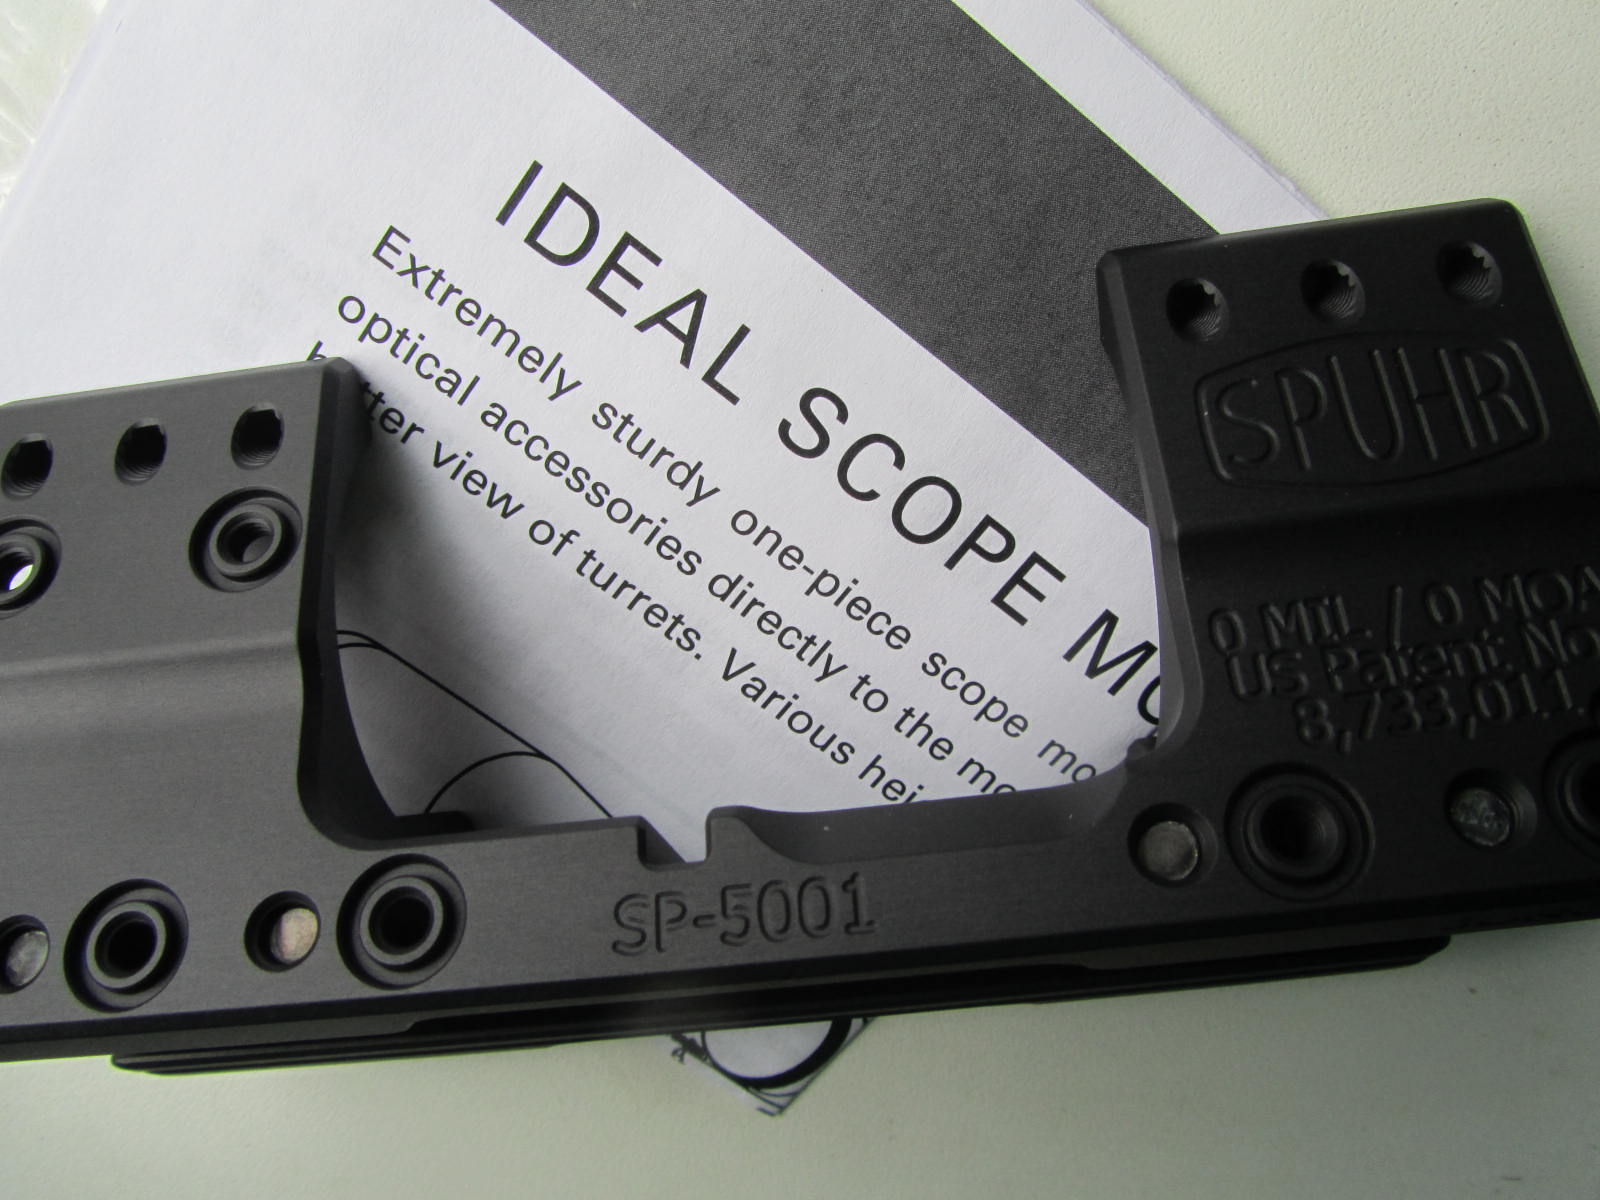 IDEAL SCOPE MO
Extremely sturdy one-piece scope mo
optical accessories directly to the mo
better view of turrets. Various hei
SPUHR
0 MIL / 0 MOA
US Patent No
8,733,011.
SP-5001